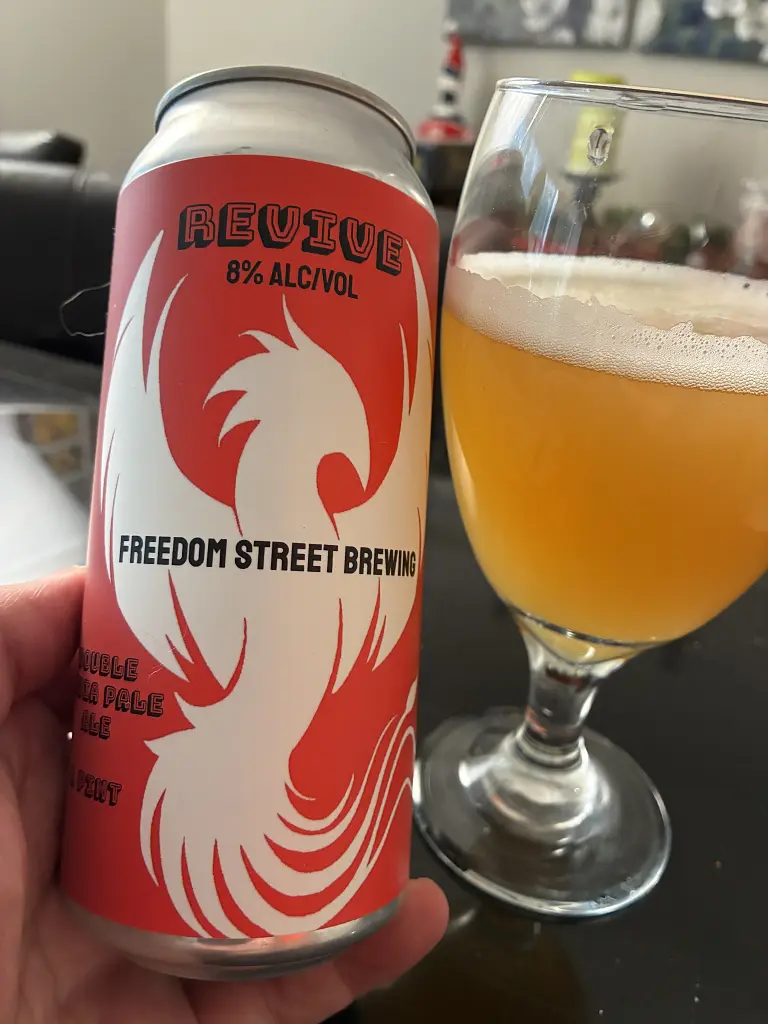 REVIVE
8% ALC/VOL
FREEDOM STREET BREWING
PALE
ALE
PINT